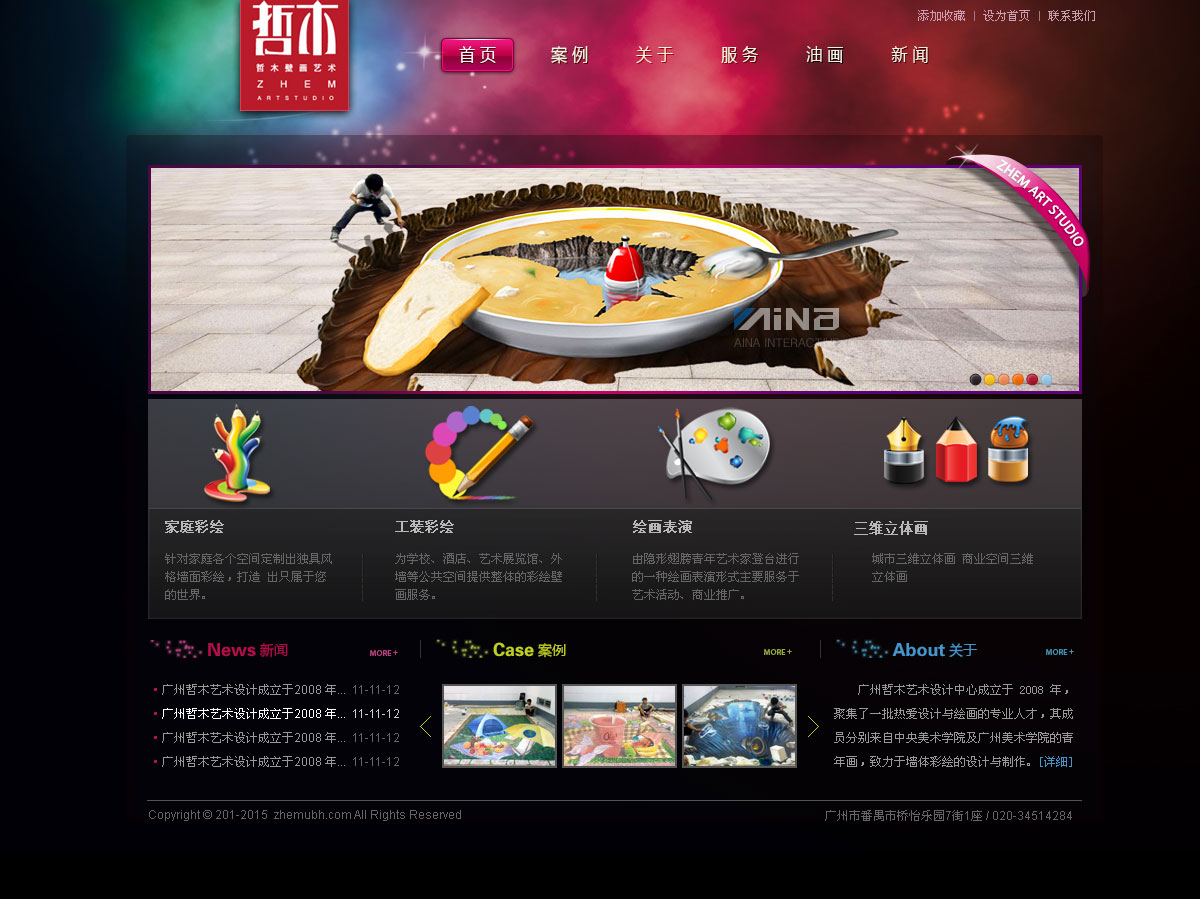 添加收藏 | 设为首页 | 联系我们
哲木
哲木壁画艺术
ZHEM
ARTSTUDIO
首页 案例 关于 服务 油画 新闻
ZHEM ART STUDIO
AiNA
AINA INTERACTIVE
家庭彩绘
针对家庭各个空间定制出独具风
格墙面彩绘，打造 出只属于您
的世界。
工装彩绘
为学校、酒店、艺术展览馆、外
墙等公共空间提供整体的彩绘壁
画服务。
绘画表演
由隐形翅膀青年艺术家登台进行
的一种绘画表演形式主要服务于
艺术活动、商业推广。
三维立体画
城市三维立体画 商业空间三维
立体画
News 新闻 MORE+
广州哲木艺术设计成立于2008 年... 11-11-12
广州哲木艺术设计成立于2008 年... 11-11-12
广州哲木艺术设计成立于2008 年... 11-11-12
广州哲木艺术设计成立于2008 年... 11-11-12
Case 案例 MORE+
About 关于 MORE+
广州哲木艺术设计中心成立于 2008 年，
聚集了一批热爱设计与绘画的专业人才，其成
员分别来自中央美术学院及广州美术学院的青
年画，致力于墙体彩绘的设计与制作。[详细]
Copyright © 201-2015 zhemubh.com All Rights Reserved
广州市番禺市桥怡乐园7街1座 / 020-34514284